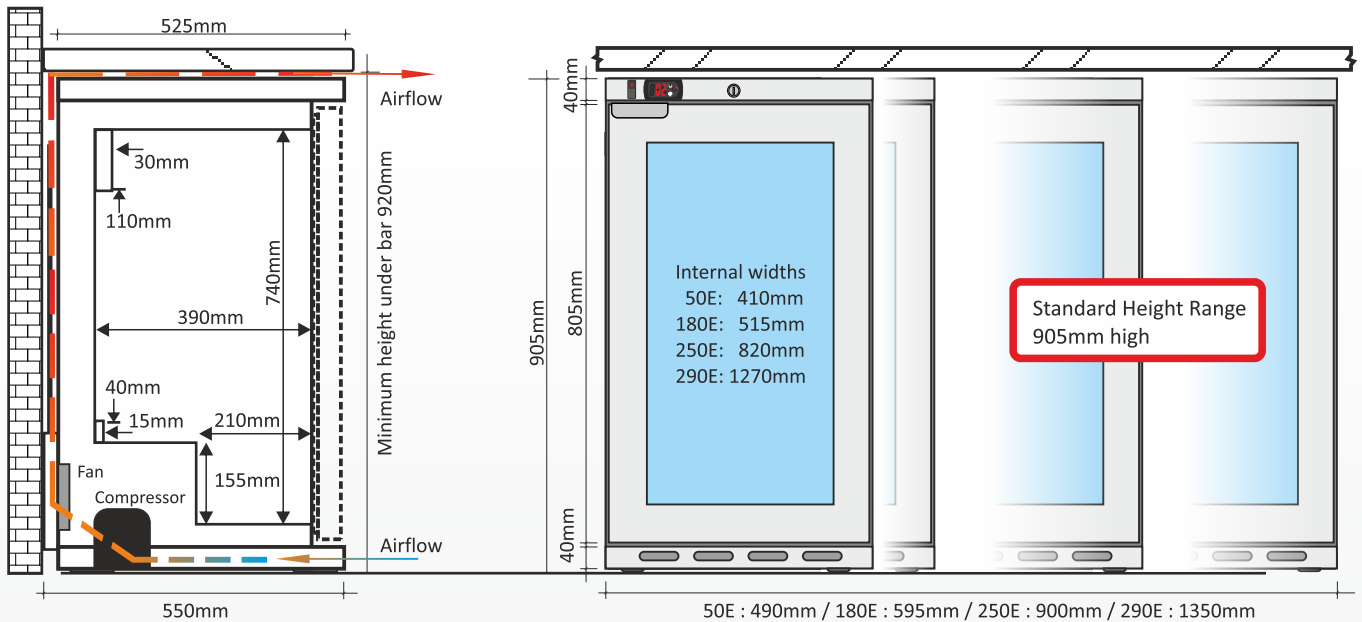 525mm
Airflow
30mm
110mm
740mm
390mm
40mm
15mm
210mm
155mm
Fan
Compressor
Airflow
550mm
Minimum height under bar 920mm
40mm
905mm
805mm
40mm
Internal widths
50E: 410mm
180E: 515mm
250E: 820mm
290E: 1270mm
Standard Height Range
905mm high
50E : 490mm / 180E : 595mm / 250E : 900mm / 290E : 1350mm